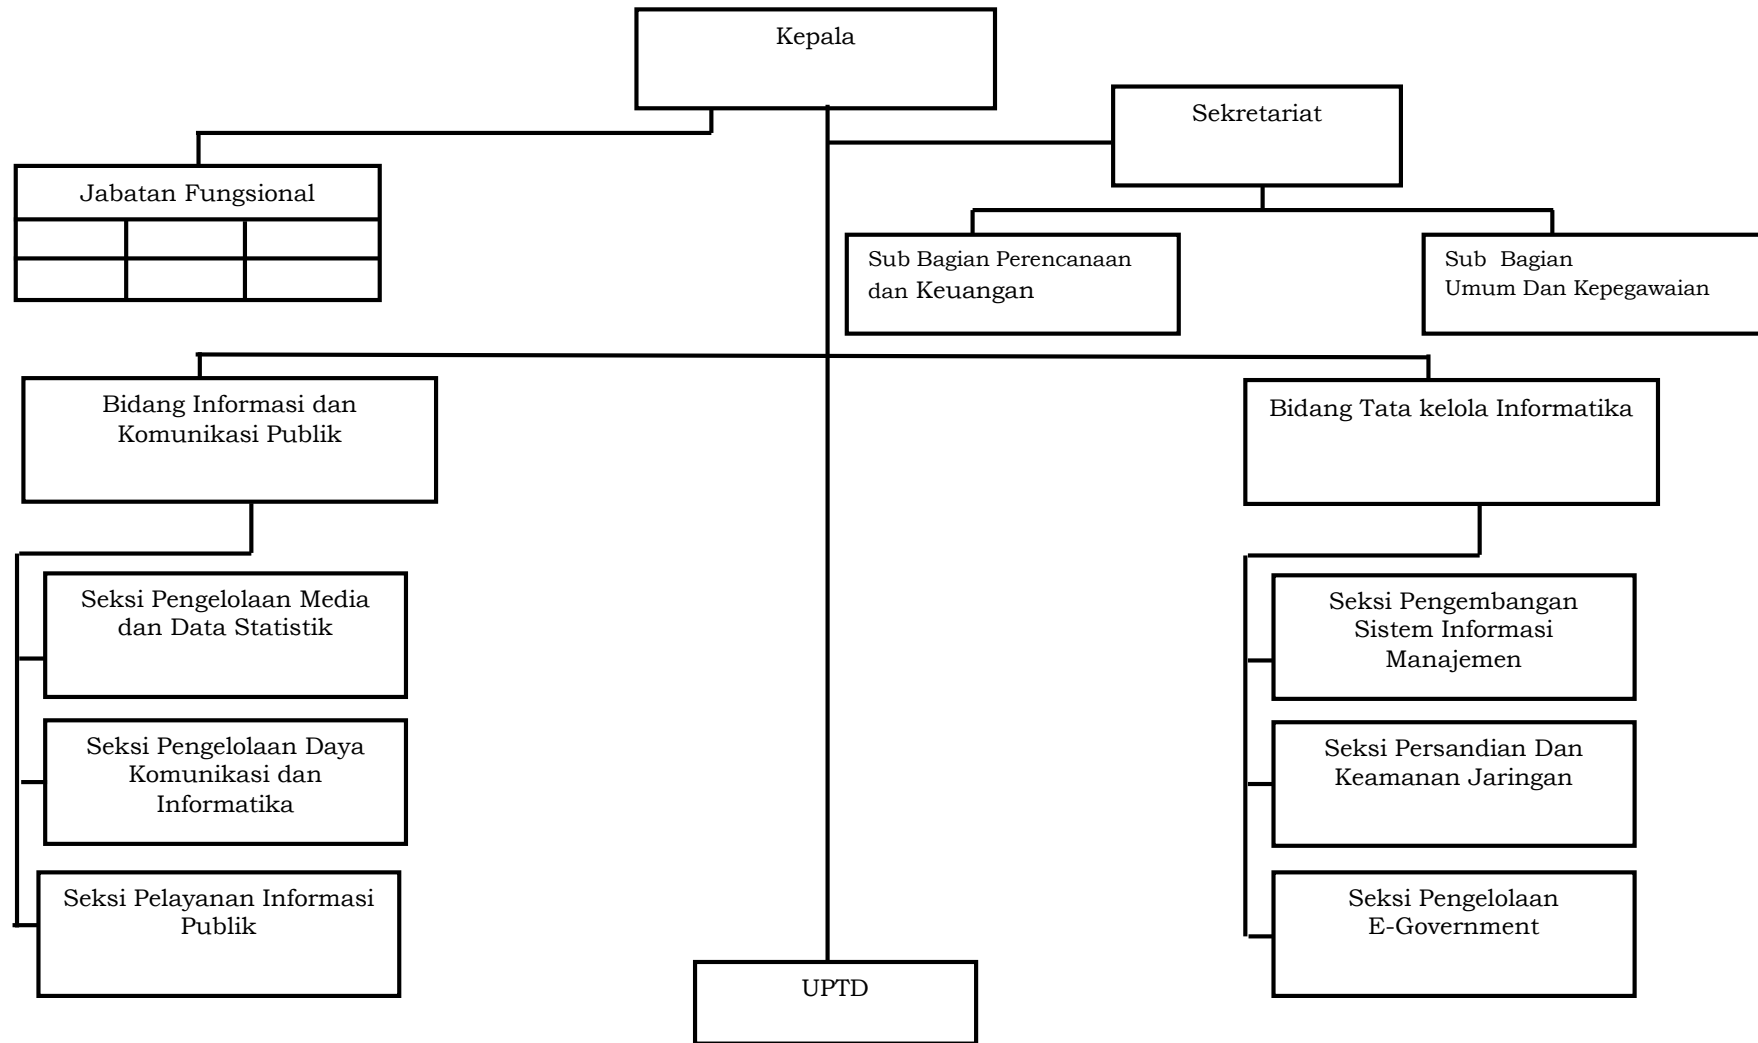 Kepala
Sekretariat
Jabatan Fungsional
Sub Bagian Perencanaan
dan Keuangan
Sub Bagian
Umum Dan Kepegawaian
Bidang Informasi dan
Komunikasi Publik
Bidang Tata kelola Informatika
Seksi Pengelolaan Media
dan Data Statistik
Seksi Pengelolaan Daya
Komunikasi dan
Informatika
Seksi Pelayanan Informasi
Publik
Seksi Pengembangan
Sistem Informasi
Manajemen
Seksi Persandian Dan
Keamanan Jaringan
Seksi Pengelolaan
E-Government
UPTD